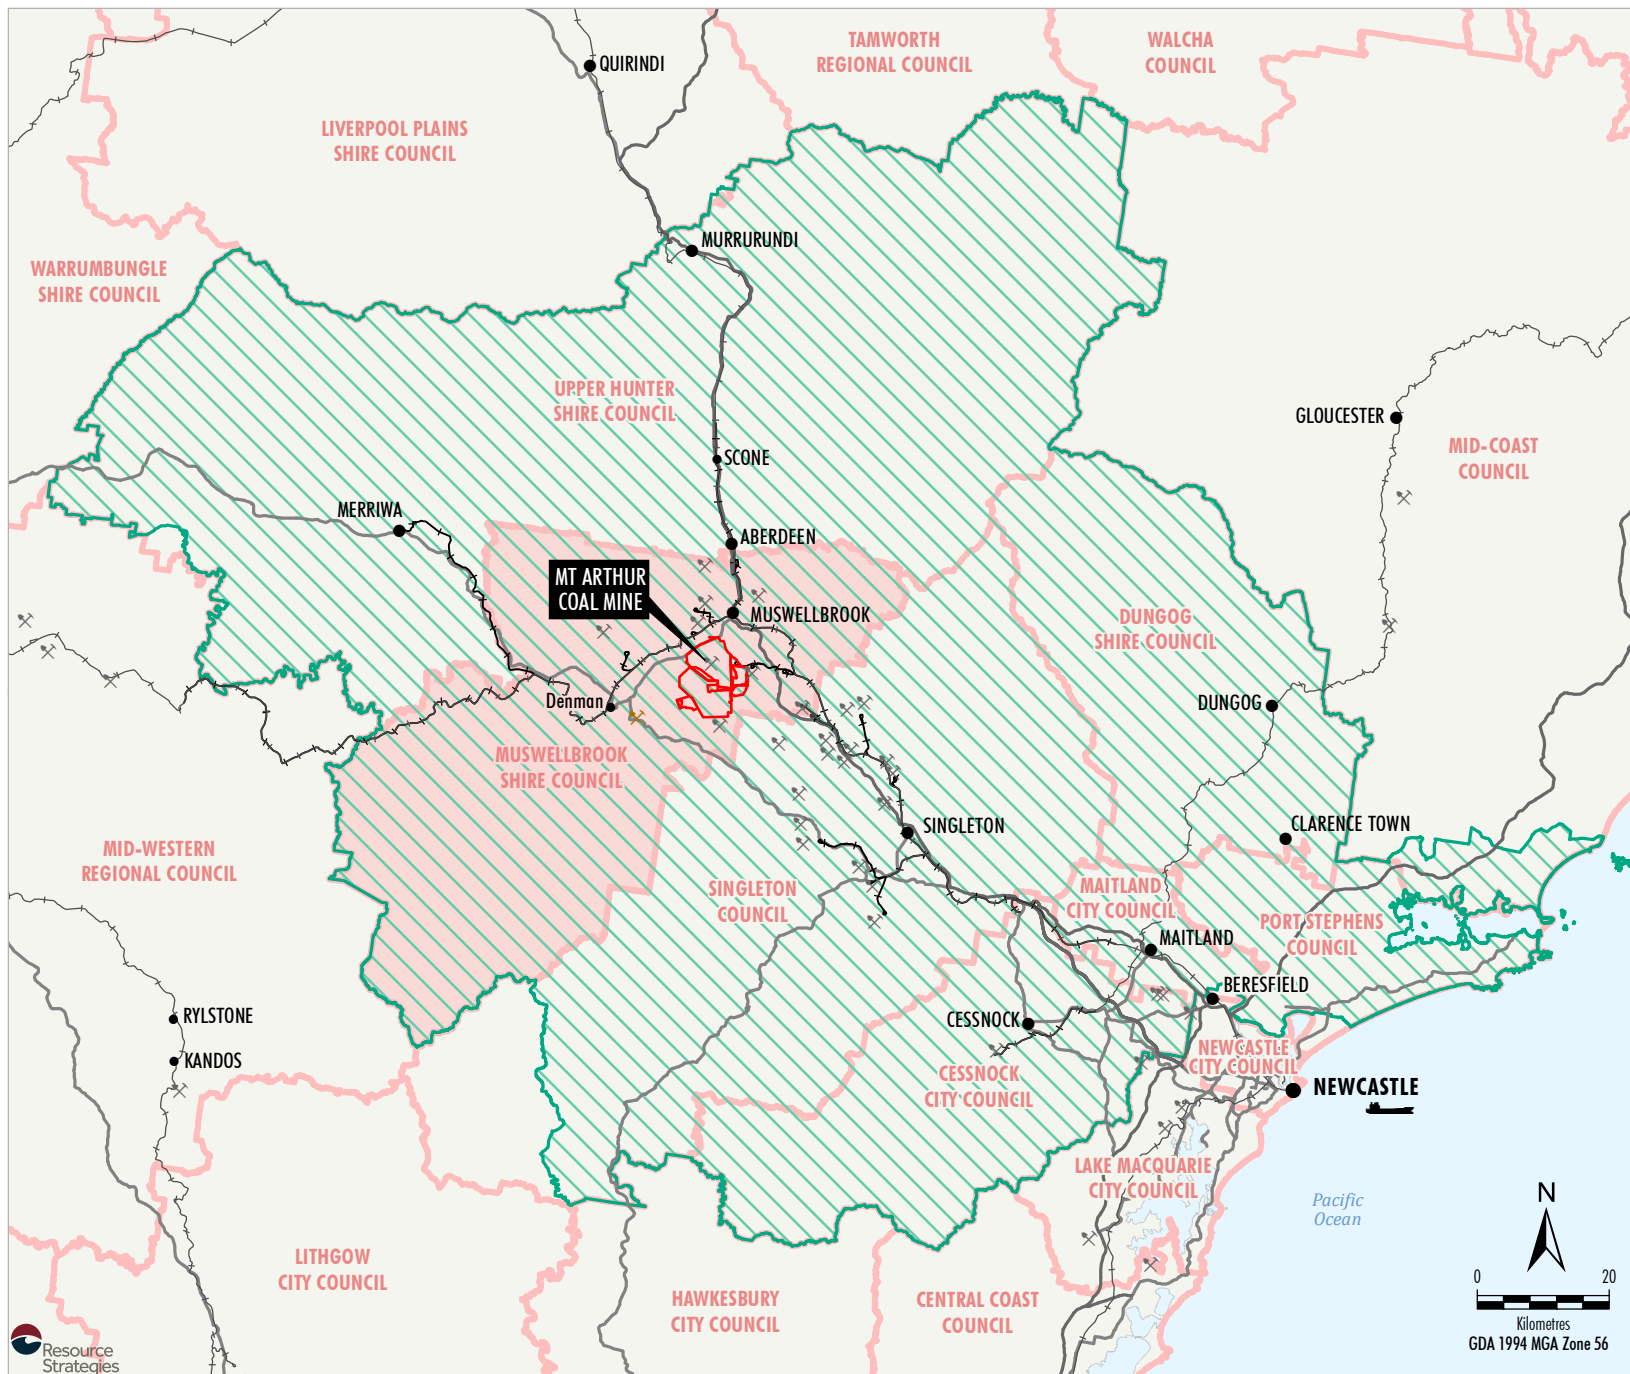 TAMWORTH
REGIONAL COUNCIL
WALCHA
COUNCIL
QUIRINDI
LIVERPOOL PLAINS
SHIRE COUNCIL
MURRURUNDI
WARRUMBUNGLE
SHIRE COUNCIL
UPPER HUNTER
SHIRE COUNCIL
GLOUCESTER
MID-COAST
COUNCIL
SCONE
MERRIWA
ABERDEEN
MT ARTHUR
COAL MINE
MUSWELLBROOK
DUNGOG
SHIRE COUNCIL
Denman
DUNGOG
MUSWELLBROOK
SHIRE COUNCIL
SINGLETON
CLARENCE TOWN
MID-WESTERN
REGIONAL COUNCIL
SINGLETON
COUNCIL
MAITLAND
CITY COUNCIL
PORT STEPHENS
COUNCIL
MAITLAND
BERESFIELD
RYLSTONE
CESSNOCK
KANDOS
NEWCASTLE
CITY COUNCIL
CESSNOCK
CITY COUNCIL
NEWCASTLE
LAKE MACQUARIE
CITY COUNCIL
Pacific
Ocean
N
LITHGOW
CITY COUNCIL
HAWKESBURY
CITY COUNCIL
CENTRAL COAST
COUNCIL
0 20
Kilometres
GDA 1994 MGA Zone 56
Resource
Strategies